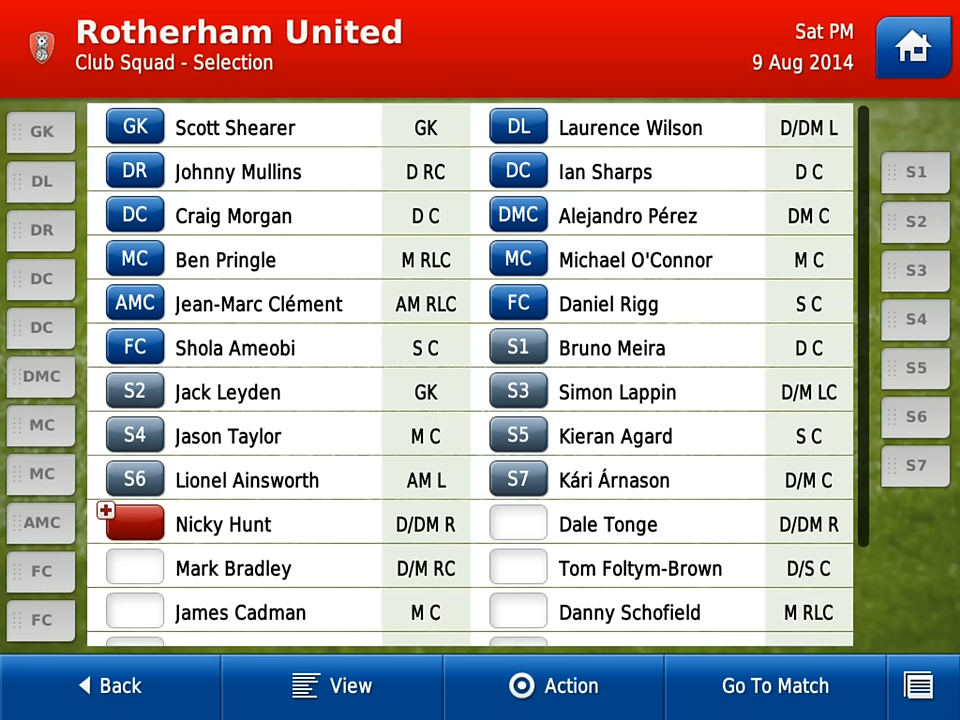 Rotherham United
Club Squad - Selection
Sat PM
9 Aug 2014
GK Scott Shearer GK DL Laurence Wilson D/DM L
DR Johnny Mullins D RC DC Ian Sharps D C
DC Craig Morgan D C DMC Alejandro Pérez DM C
MC Ben Pringle M RLC MC Michael O'Connor M C
AMC Jean-Marc Clément AM RLC FC Daniel Rigg S C
FC Shola Ameobi S C S1 Bruno Meira D C
S2 Jack Leyden GK S3 Simon Lappin D/M LC
S4 Jason Taylor M C S5 Kieran Agard S C
S6 Lionel Ainsworth AM L S7 Kári Árnason D/M C
Nicky Hunt D/DM R Dale Tonge D/DM R
Mark Bradley D/M RC Tom Foltym-Brown D/S C
James Cadman M C Danny Schofield M RLC
GK
DL
DR
DC
DC
DMC
MC
MC
AMC
FC
FC
S1
S2
S3
S4
S5
S6
S7
Back View Action Go To Match